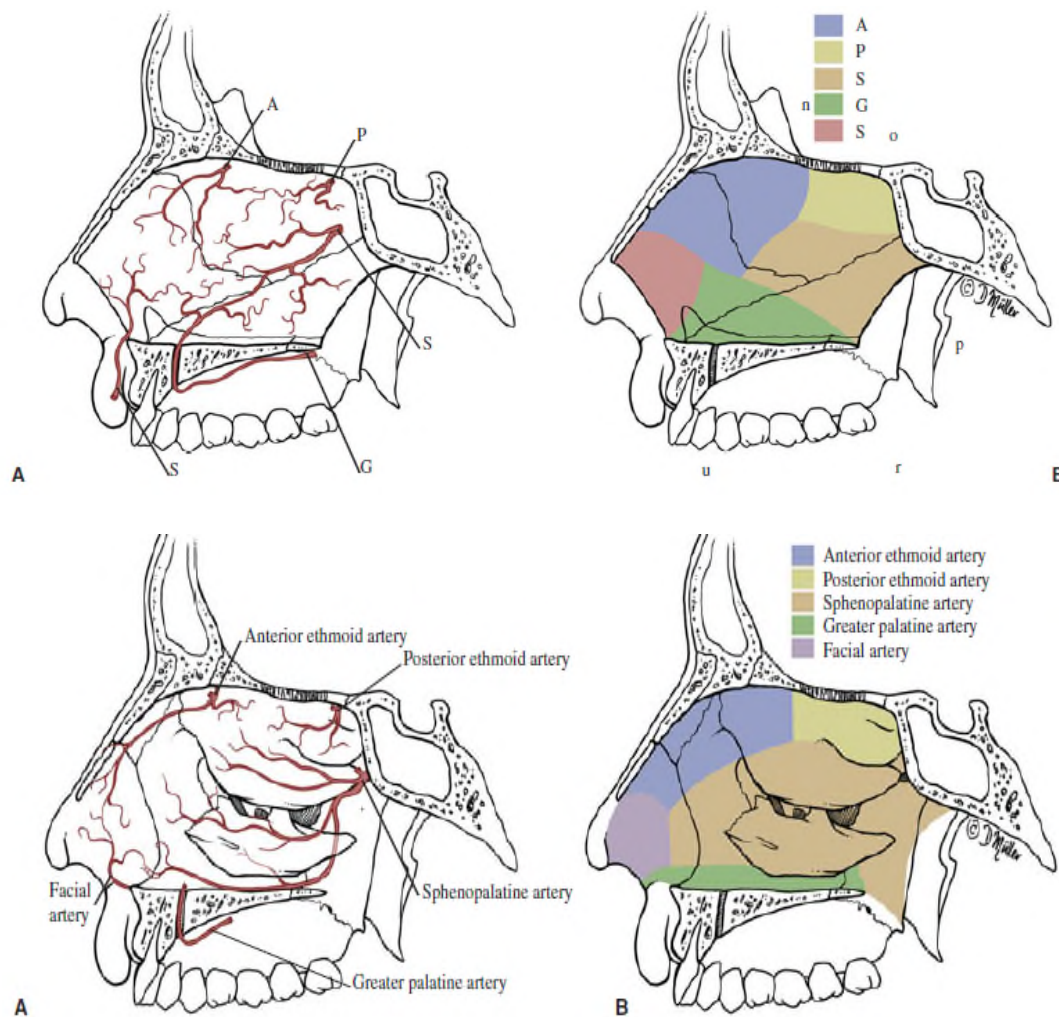 A
P
S
S
G
A
A
P
S
G
S
n
o
p
u
r
© D Müller
B
Anterior ethmoid artery
Posterior ethmoid artery
Facial
artery
Sphenopalatine artery
Greater palatine artery
A
Anterior ethmoid artery
Posterior ethmoid artery
Sphenopalatine artery
Greater palatine artery
Facial artery
© D Müller
B